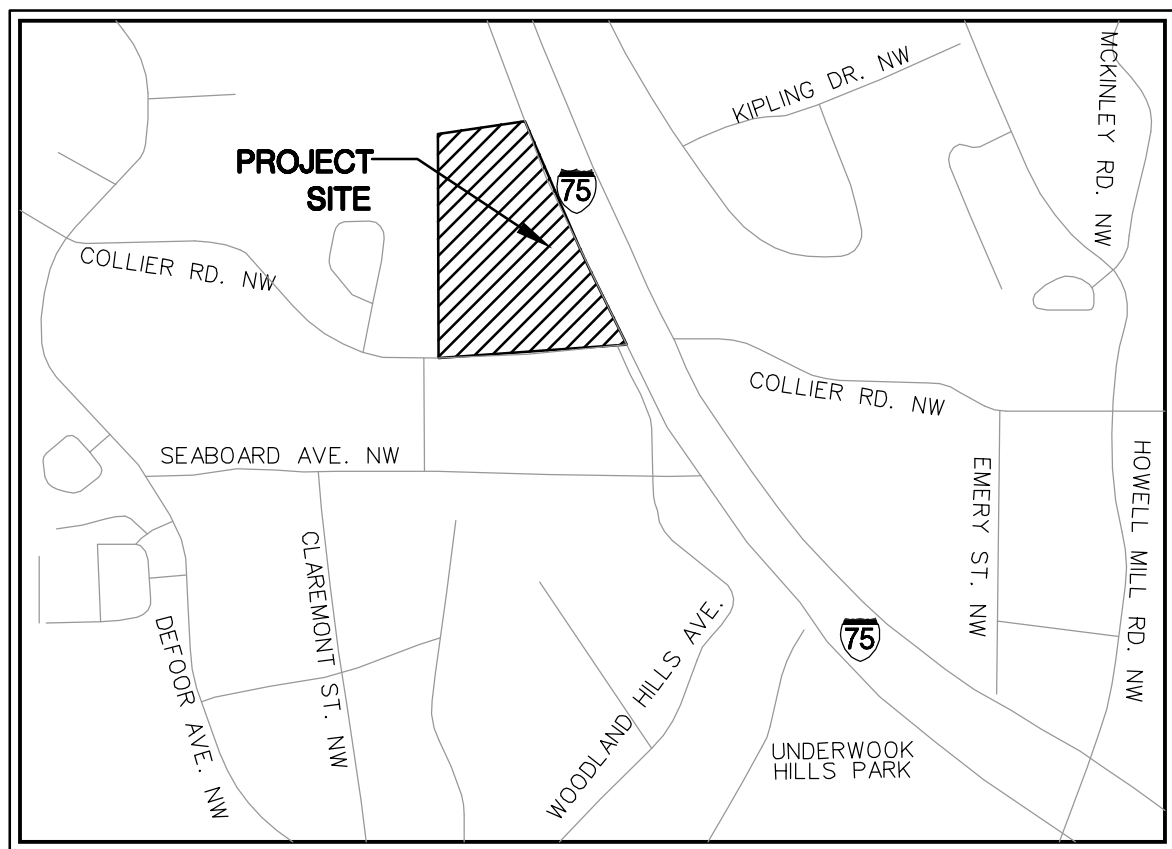 MCKINLEY RD. NW
KIPLING DR. NW
PROJECT
SITE
75
COLLIER RD. NW
COLLIER RD. NW
SEABOARD AVE. NW
EMERY ST. NW
HOWELL MILL RD. NW
CLAREMONT ST. NW
DEFOOR AVE. NW
WOODLAND HILLS AVE.
75
UNDERWOOK
HILLS PARK